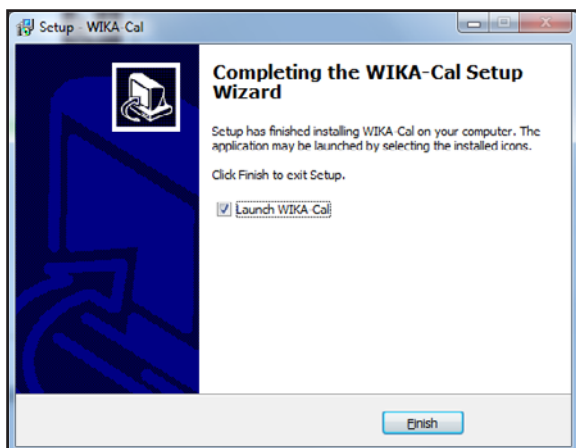 Setup - WIKA-Cal
Completing the WIKA-Cal Setup
Wizard
Setup has finished installing WIKA-Cal on your computer. The
application may be launched by selecting the installed icons.
Click Finish to exit Setup.
Launch WIKA-Cal
Finish